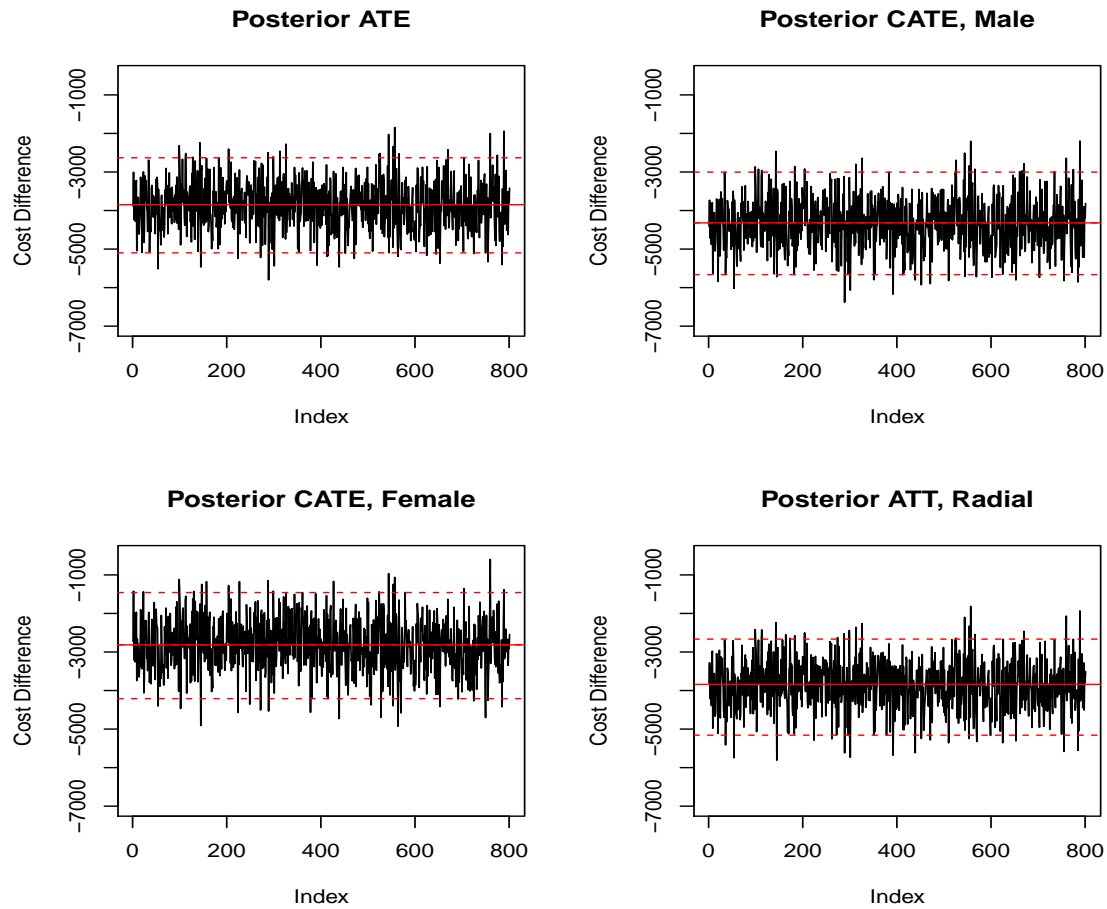 Posterior ATE
Cost Difference
-1000
-3000
-5000
-7000
0 200 400 600 800
Index
Posterior CATE, Male
Cost Difference
-1000
-3000
-5000
-7000
0 200 400 600 800
Index
Posterior CATE, Female
Cost Difference
-1000
-3000
-5000
-7000
0 200 400 600 800
Index
Posterior ATT, Radial
Cost Difference
-1000
-3000
-5000
-7000
0 200 400 600 800
Index